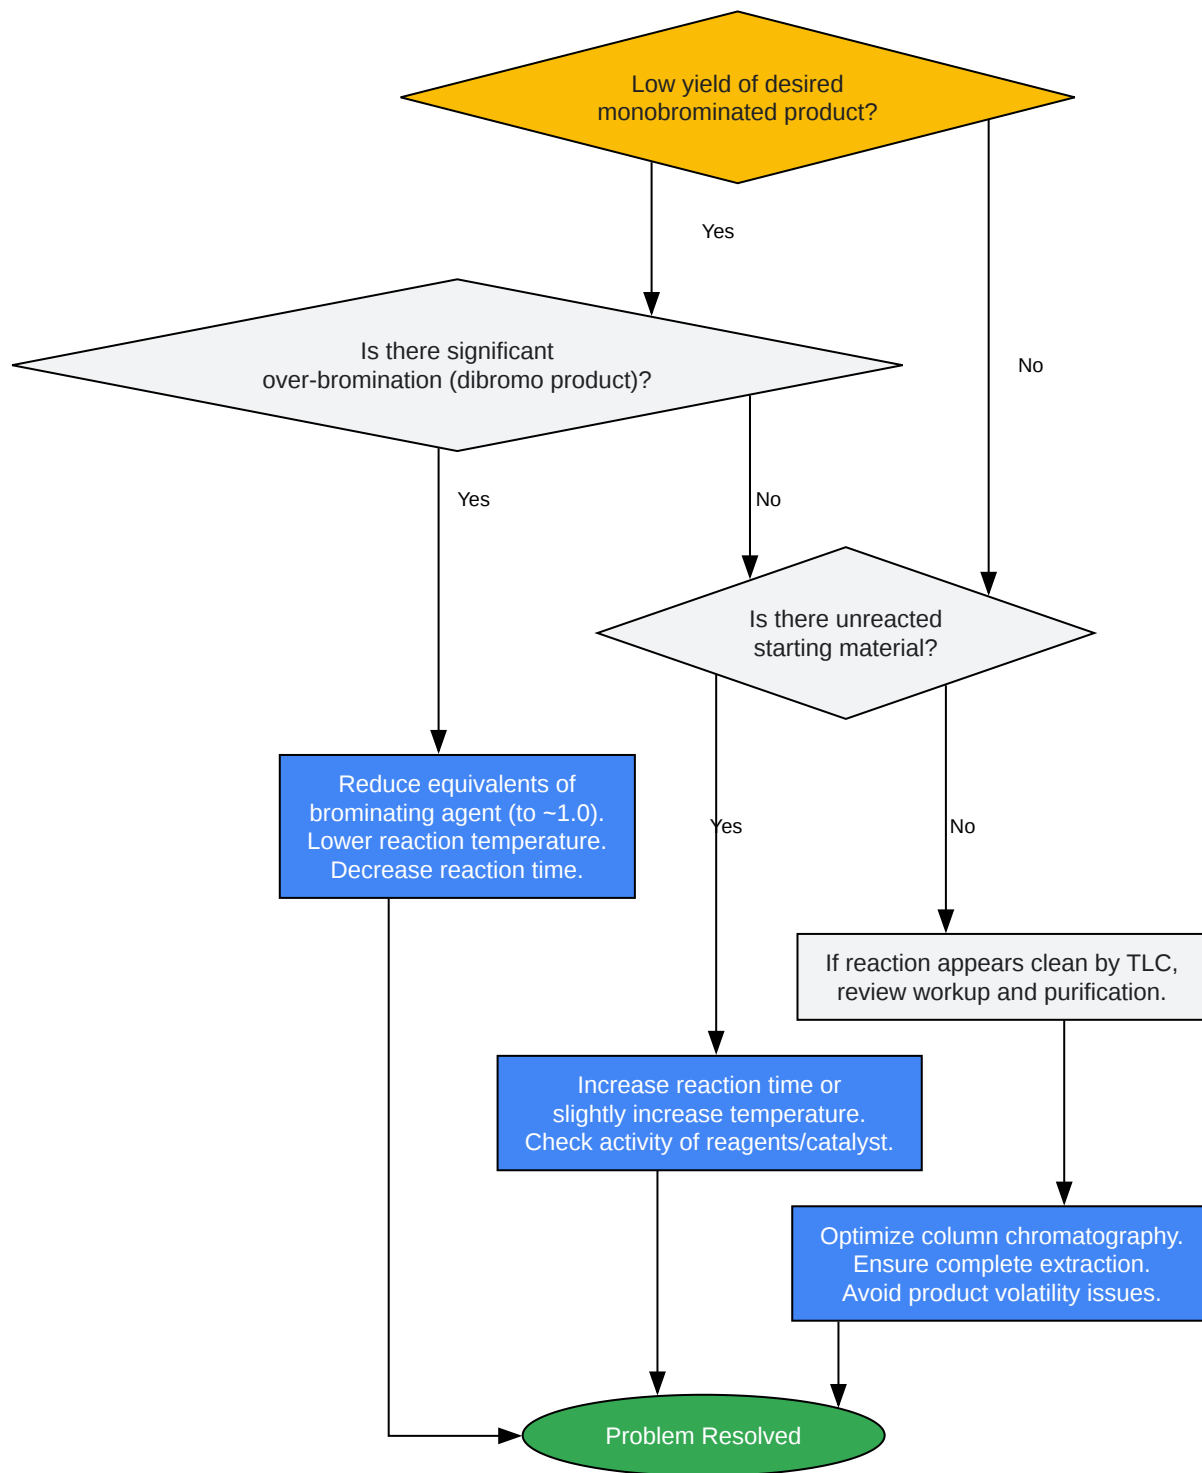 Low yield of desired
monobrominated product?
Yes
Is there significant
over-bromination (dibromo product)?
No
Yes
No
Is there unreacted
starting material?
Reduce equivalents of
brominating agent (to ~1.0).
Lower reaction temperature.
Decrease reaction time.
Yes
No
If reaction appears clean by TLC,
review workup and purification.
Increase reaction time or
slightly increase temperature.
Check activity of reagents/catalyst.
Optimize column chromatography.
Ensure complete extraction.
Avoid product volatility issues.
Problem Resolved